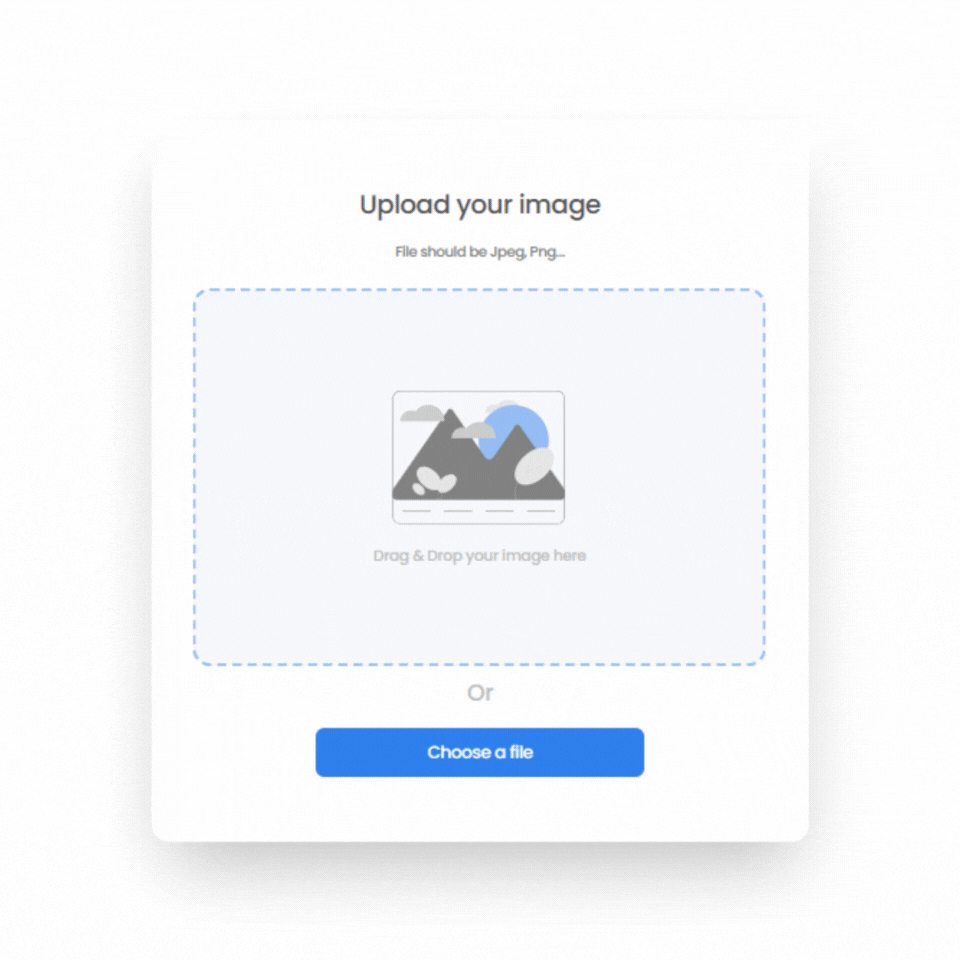 Upload your image
File should be Jpeg, Png...
Drag & Drop your image here
Or
Choose a file